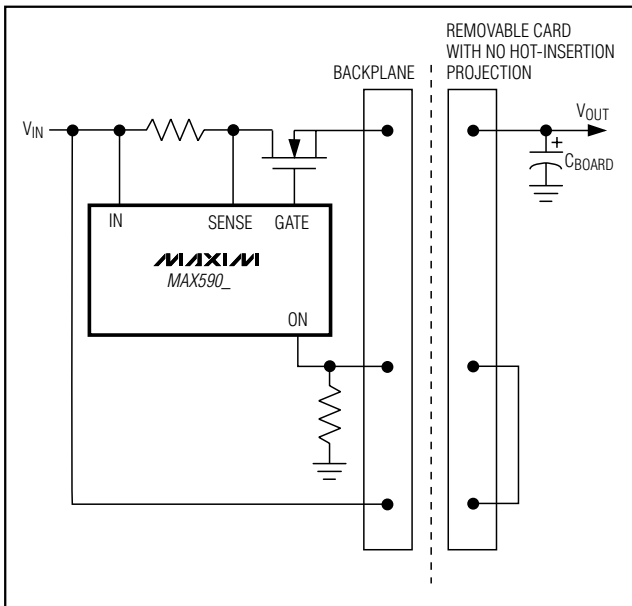 REMOVABLE CARD
WITH NO HOT-INSERTION
PROJECTION
BACKPLANE
VIN
VOUT
+
CBOARD
IN
SENSE
GATE
MAXIM
MAX590_
ON